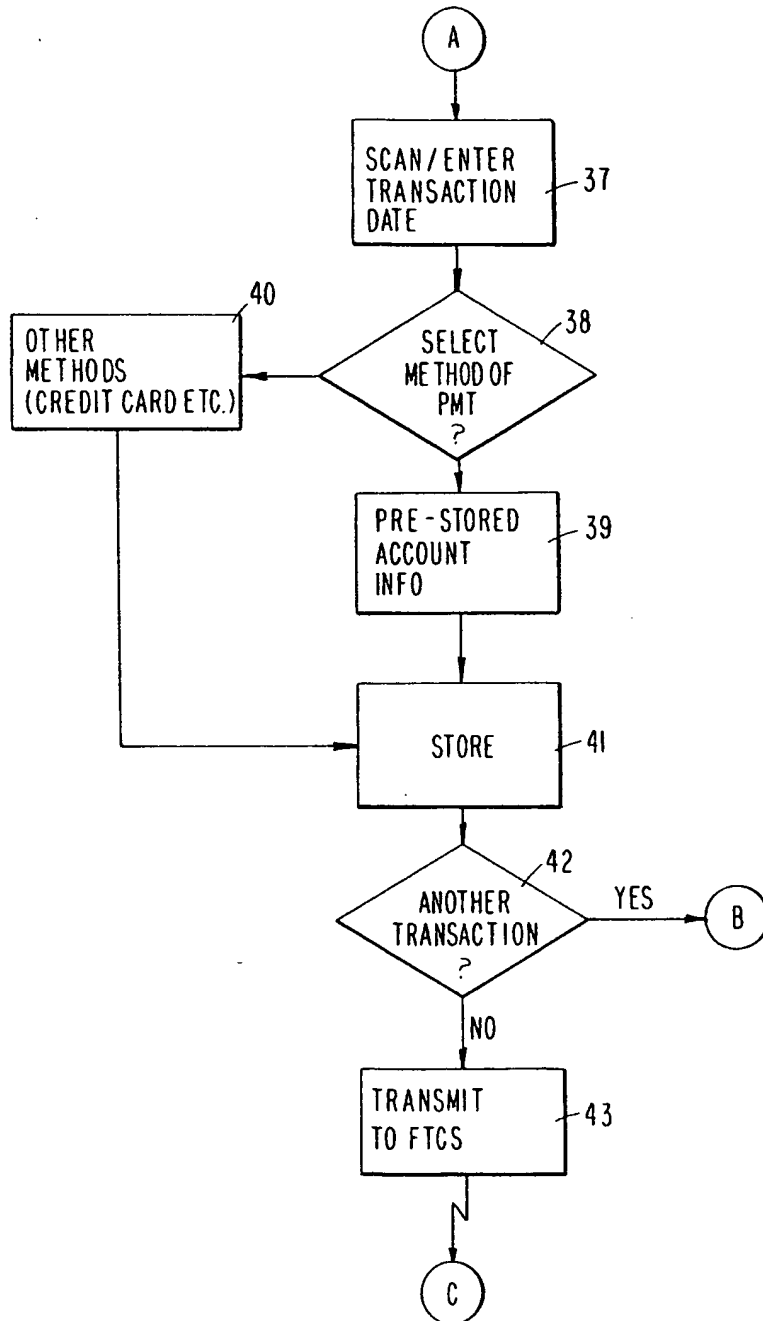 A
SCAN/ENTER
TRANSACTION
DATE
37
40
OTHER
METHODS
(CREDIT CARD ETC.)
38
SELECT
METHOD OF
PMT
?
PRE-STORED
ACCOUNT
INFO
39
STORE
41
42
ANOTHER
TRANSACTION
?
YES
B
NO
TRANSMIT
TO FTCS
43
C